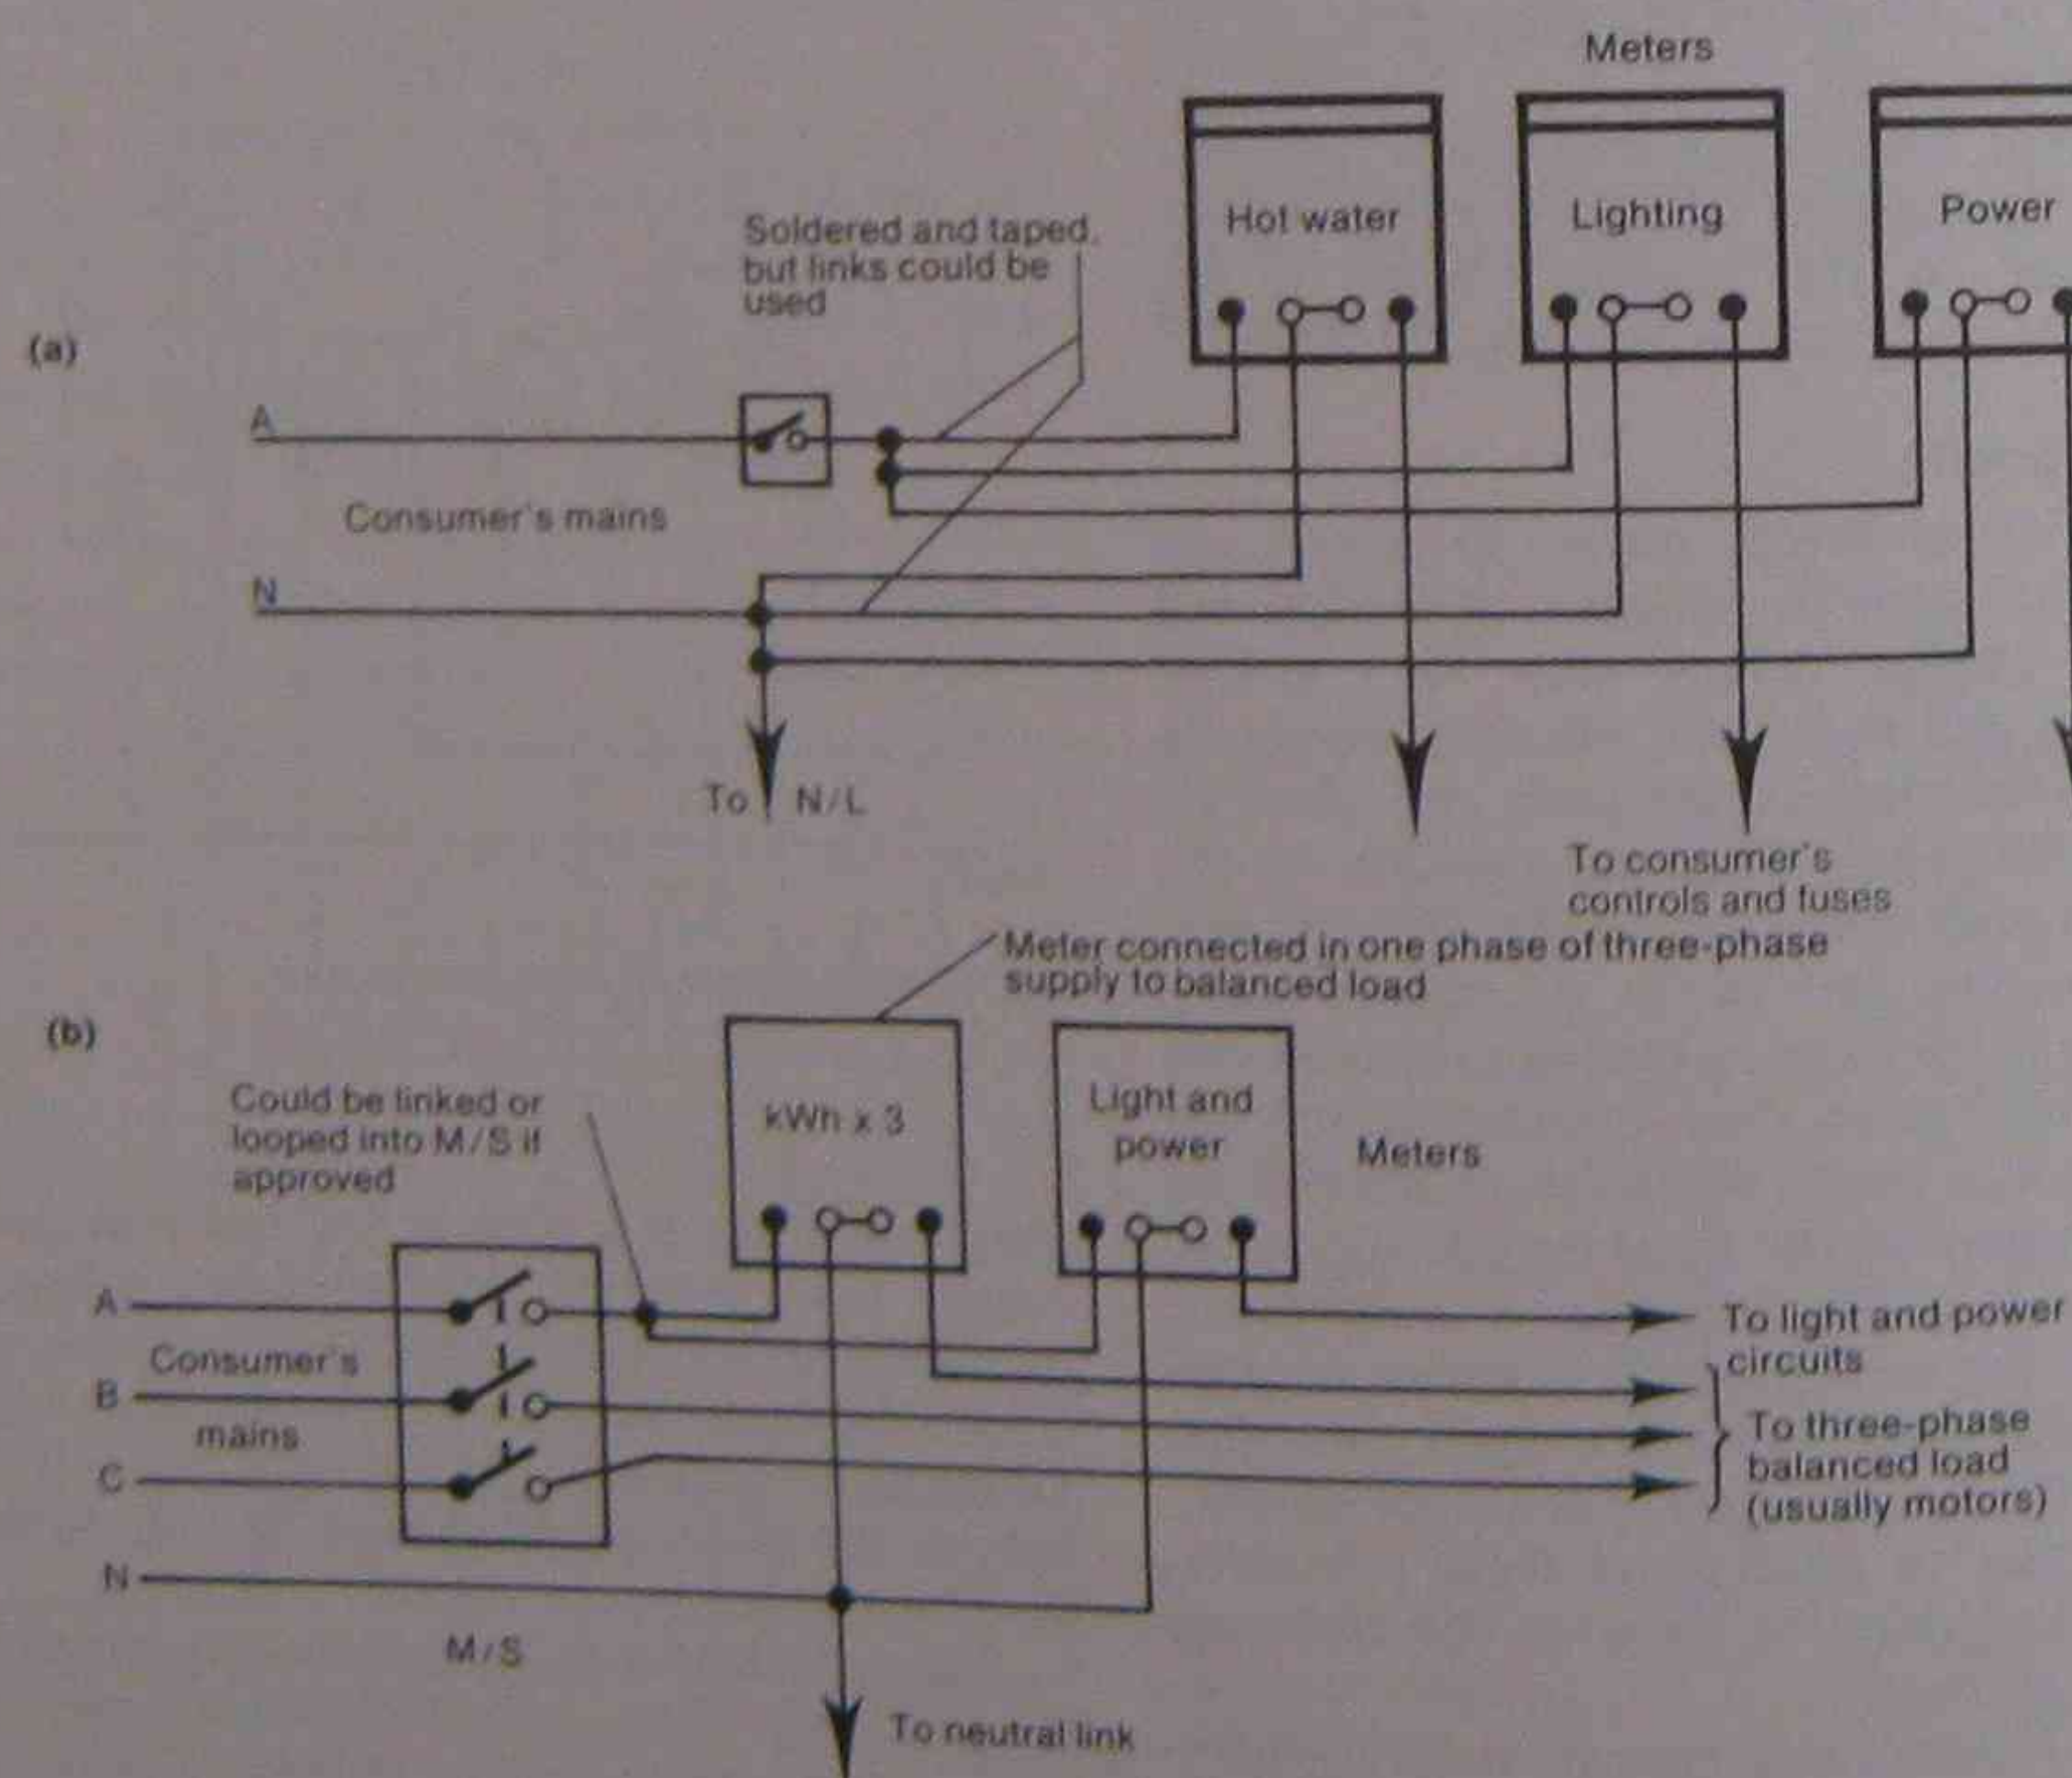 Meters
Hot water
Lighting
Power
Soldered and taped,
but links could be
used
(a)
A
Consumer's mains
N
To N/L
To consumer's
controls and fuses
Meter connected in one phase of three-phase
supply to balanced load
(b)
Could be linked or
looped into M/S if
approved
kWh x 3
Light and
power
Meters
A
Consumer's
B
mains
C
N
M/S
To light and power
circuits
To three-phase
balanced load
(usually motors)
To neutral link